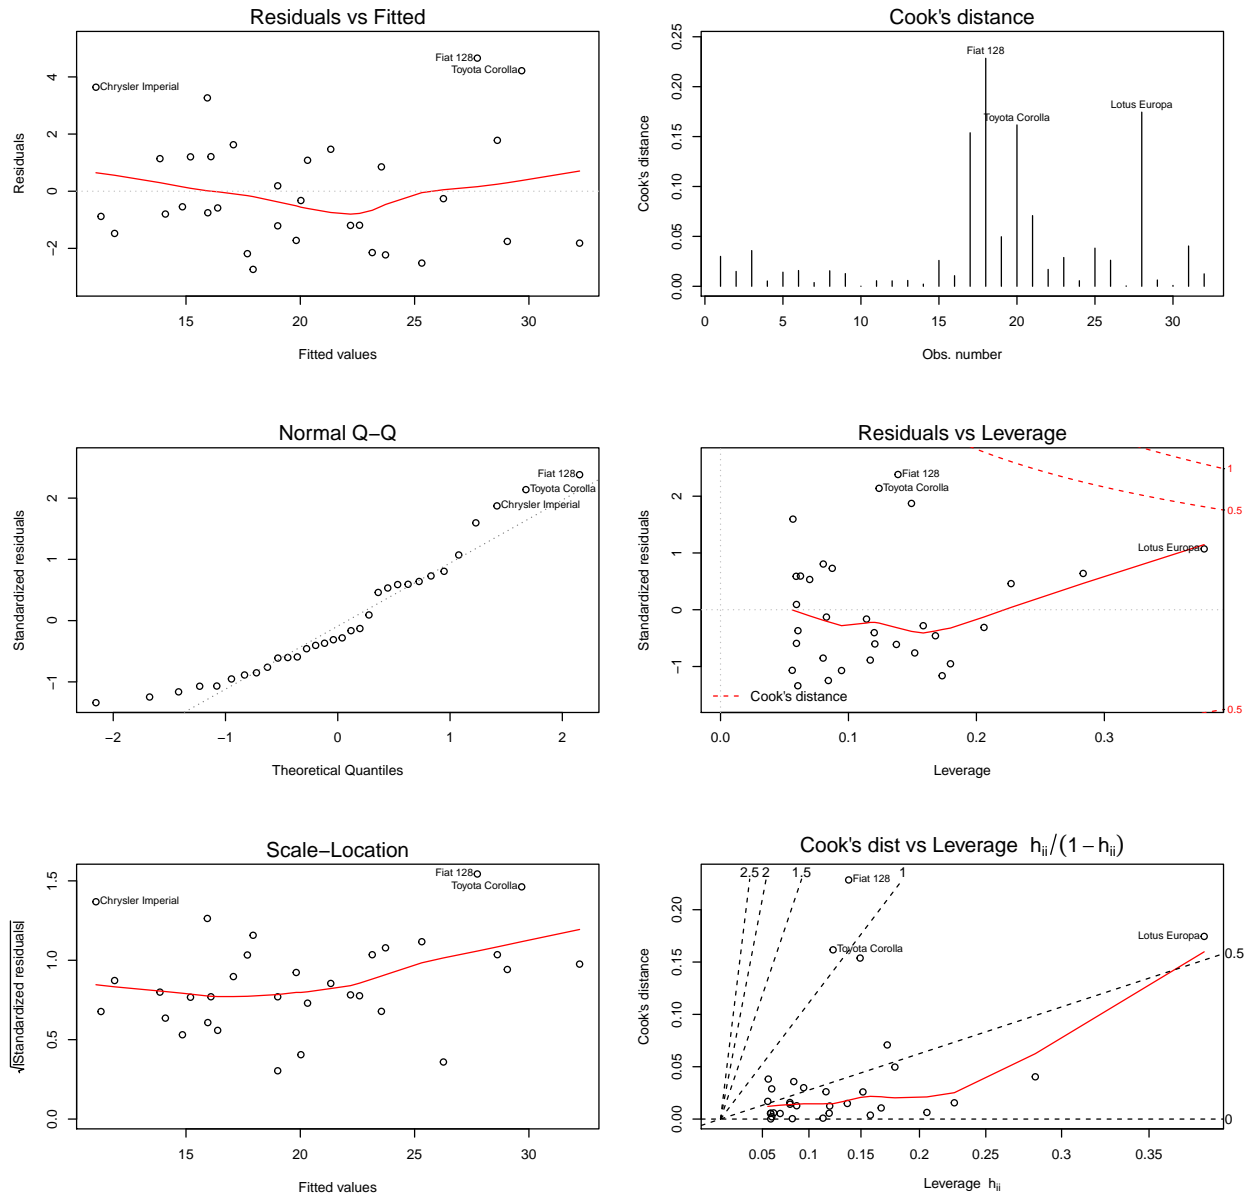 Residuals vs Fitted
Residuals
−2 0 2 4
Fiat 128
Toyota Corolla
Chrysler Imperial
15 20 25 30
Fitted values
Cook's distance
Cook's distance
0.00 0.05 0.10 0.15 0.20 0.25
Fiat 128
Lotus Europa
Toyota Corolla
0 5 10 15 20 25 30
Obs. number
Normal Q−Q
Standardized residuals
−1 0 1 2
Fiat 128
Toyota Corolla
Chrysler Imperial
−2 −1 0 1 2
Theoretical Quantiles
Residuals vs Leverage
Standardized residuals
−1 0 1 2
Fiat 128
Toyota Corolla
Lotus Europa
1
0.5
0.5
Cook's distance
0.0 0.1 0.2 0.3
Leverage
Scale−Location
√|Standardized residuals|
0.0 0.5 1.0 1.5
Fiat 128
Toyota Corolla
Chrysler Imperial
15 20 25 30
Fitted values
Cook's dist vs Leverage hᵢᵢ/(1−hᵢᵢ)
Cook's distance
0.00 0.05 0.10 0.15 0.20
2.5 2 1.5 1
Fiat 128
Lotus Europa
Toyota Corolla
0.5
0
0.05 0.1 0.15 0.2 0.25 0.3 0.35
Leverage hᵢᵢ